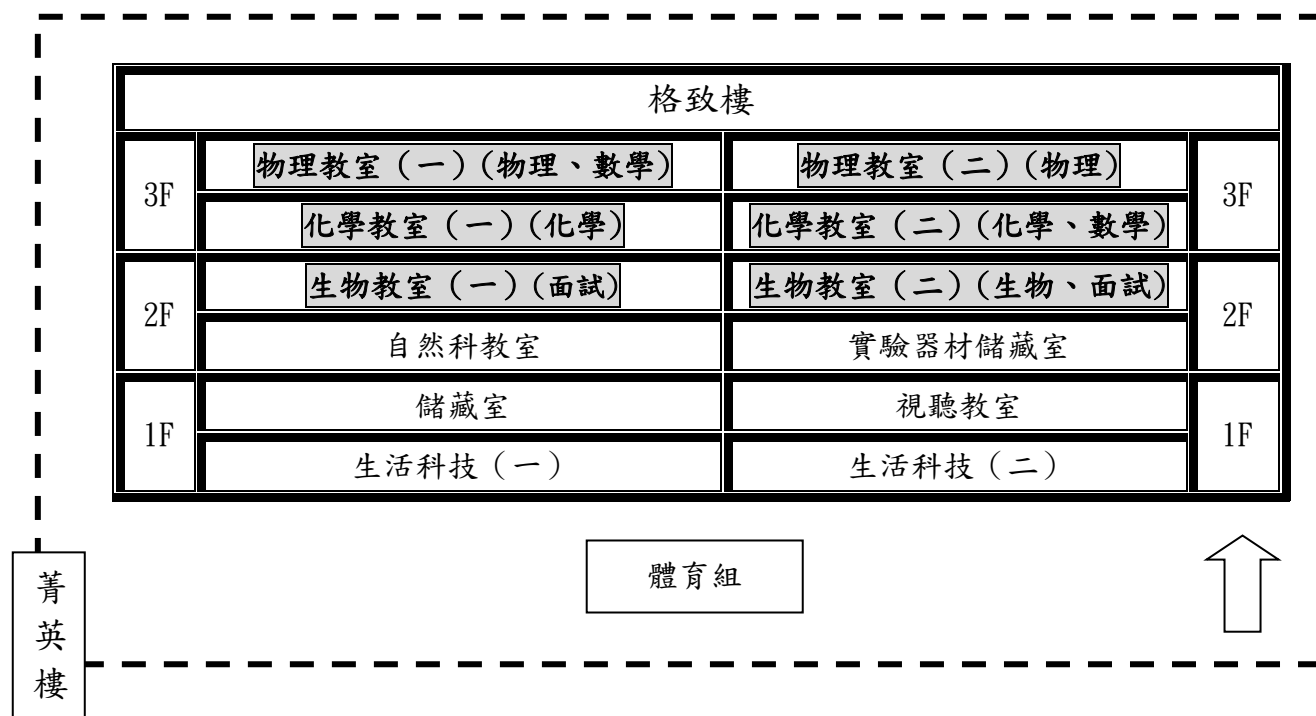 格致樓
3F
物理教室（一）(物理、數學)
物理教室（二）(物理)
3F
化學教室（一）(化學)
化學教室（二）(化學、數學)
2F
生物教室（一）(面試)
生物教室（二）(生物、面試)
2F
自然科教室
實驗器材儲藏室
1F
儲藏室
視聽教室
1F
生活科技（一）
生活科技（二）
體育組
菁英樓